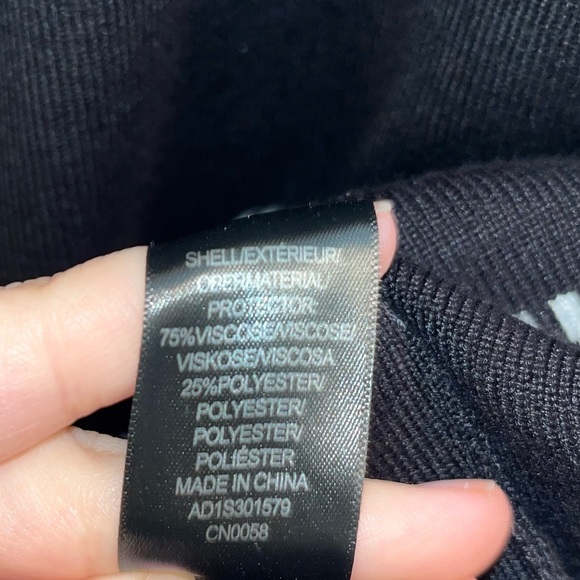 SHELL/EXTÉRIEUR/
OBERMATERIAL/
PROTECTOR
75%VISCOSE/VISCOSE/
VISKOSE/VISCOSA
25%POLYESTER/
POLYESTER/
POLYESTER/
POLIÉSTER
MADE IN CHINA
AD1S301579
CN0058